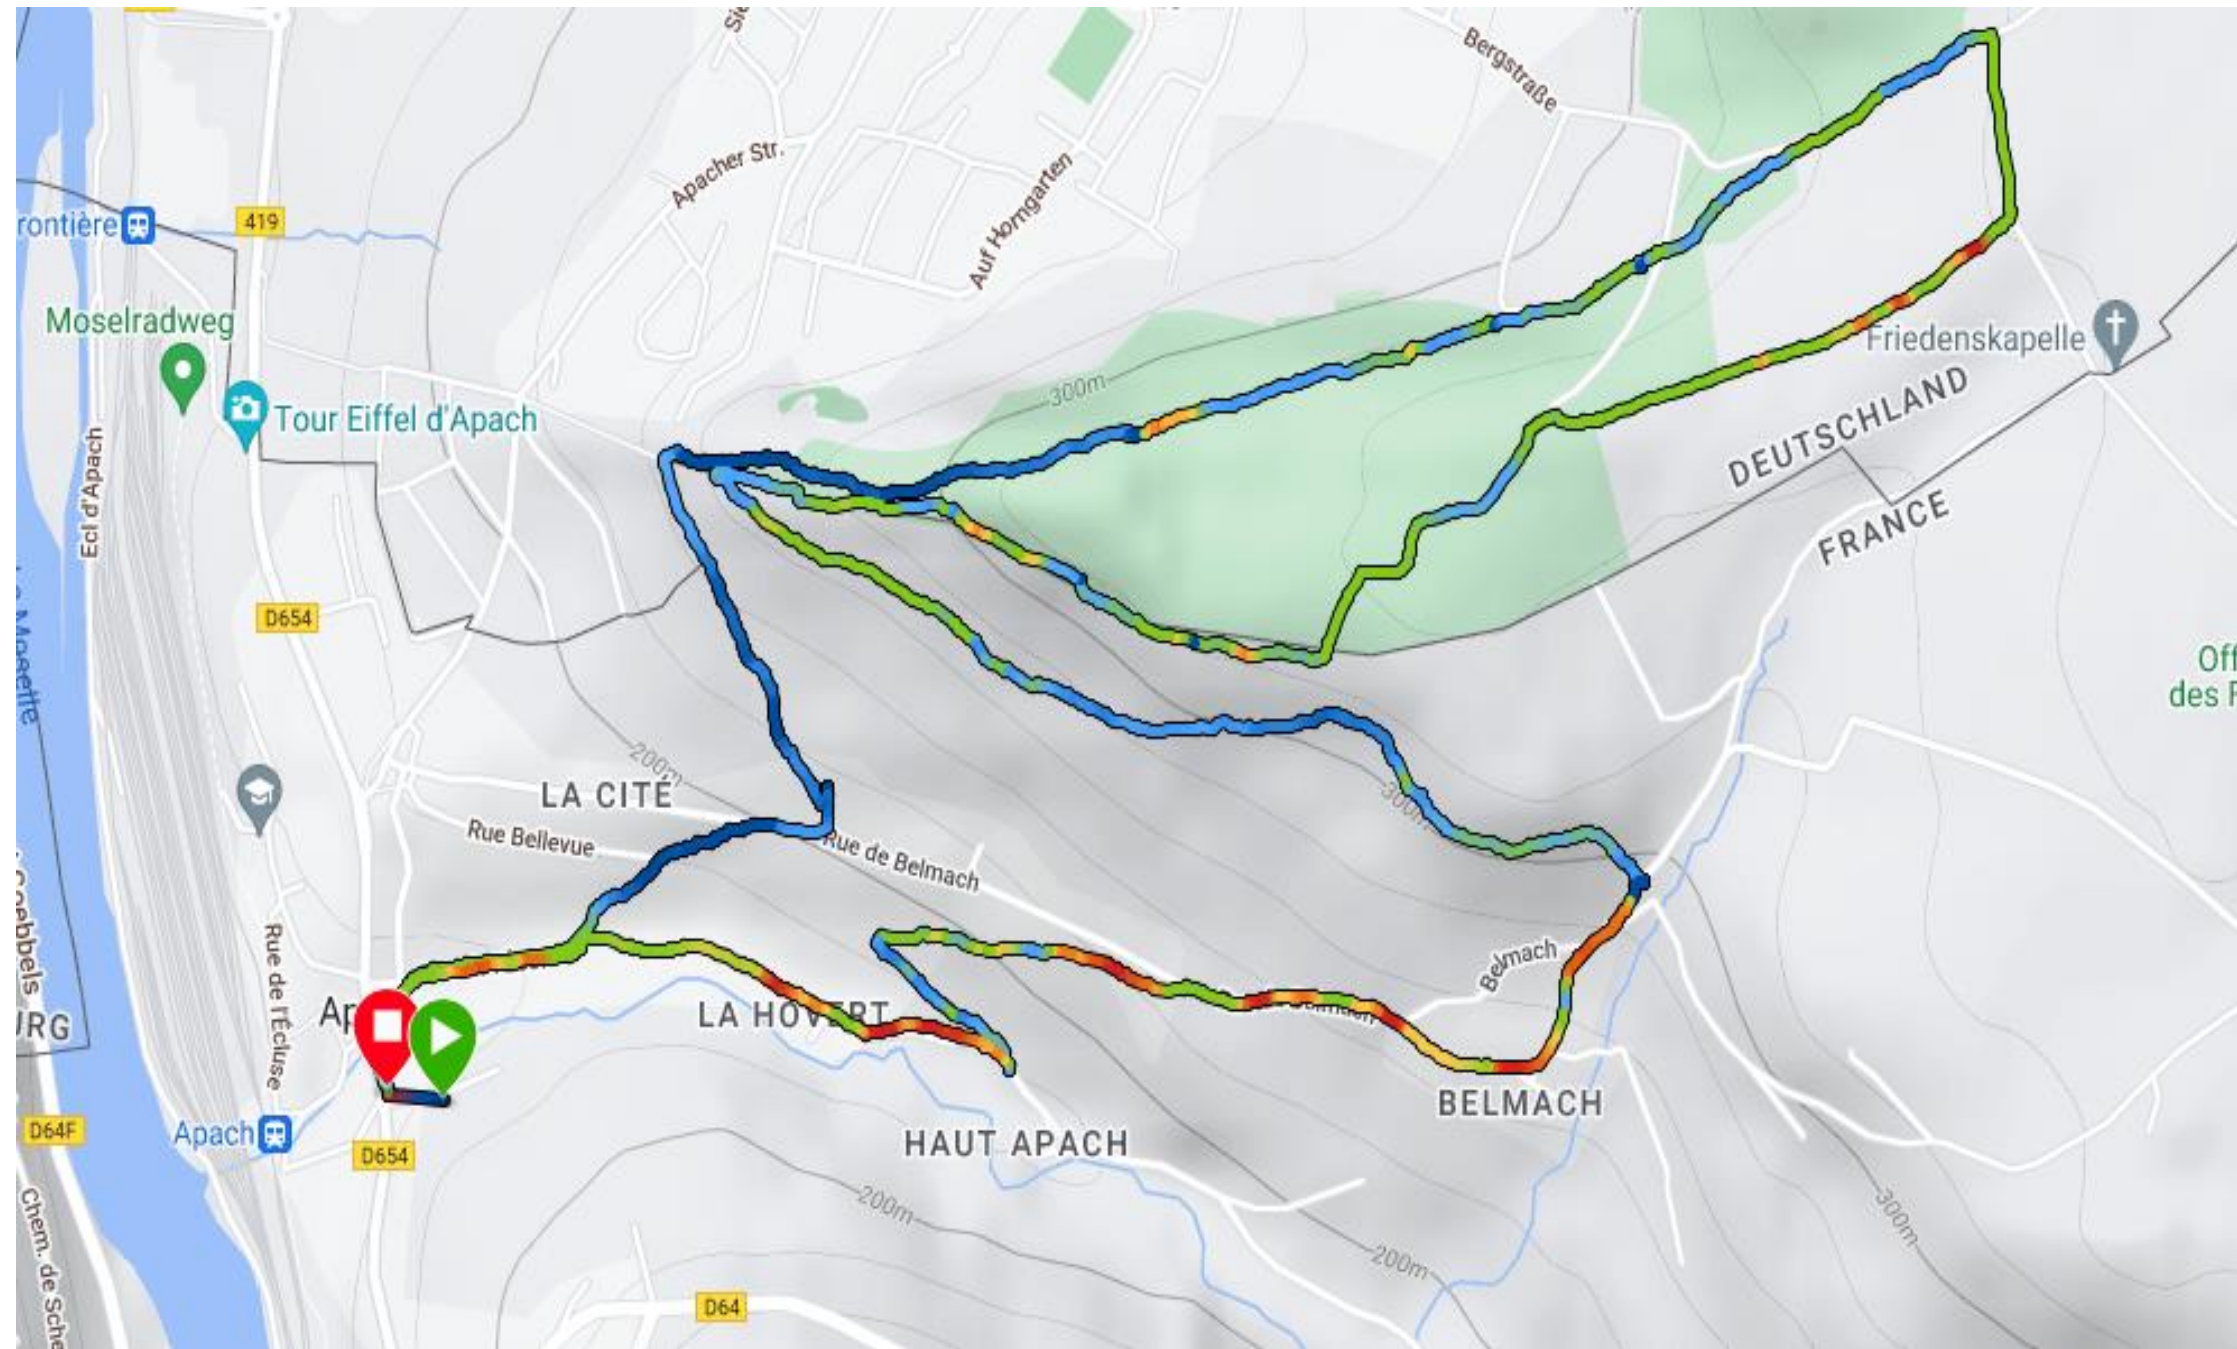 Bergstraße
Apacher Str.
Auf Horngarten
rontière
419
Moselradweg
Tour Eiffel d'Apach
Ecl d'Apach
300m
Friedenskapelle
DEUTSCHLAND
FRANCE
D654
Off
des F
200m
LA CITÉ
Rue Bellevue
Rue de Belmach
300m
Belmach
Rue de l'Écluse
Ap
LA HOVERT
URG
BELMACH
D64F
Apach
D654
HAUT APACH
200m
300m
200m
Chem. de Sche
D64